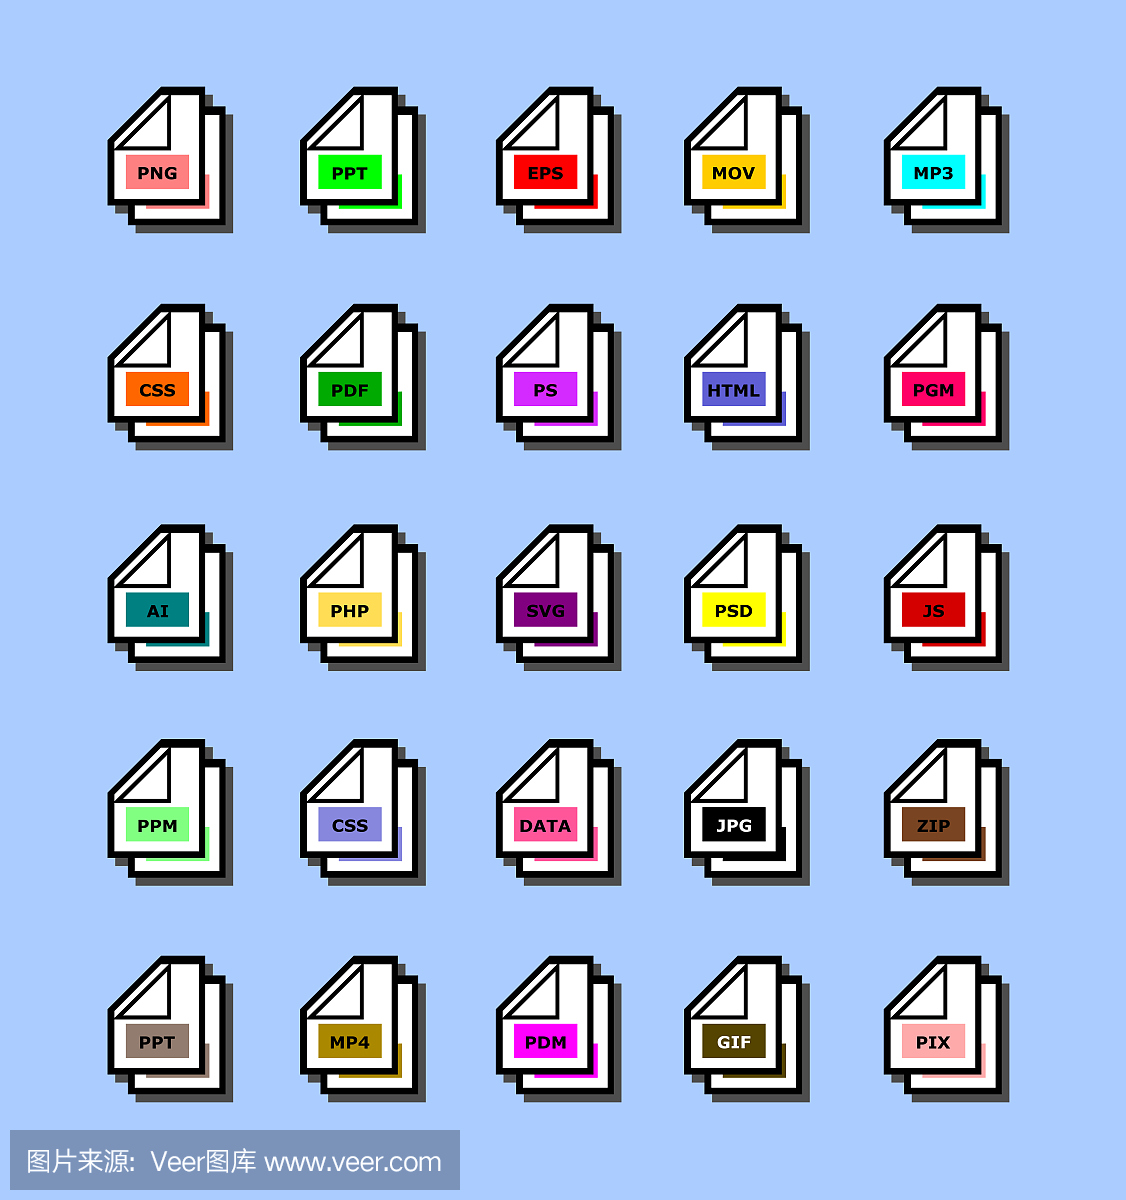 PNG PPT EPS MOV MP3
CSS PDF PS HTML PGM
AI PHP SVG PSD JS
PPM CSS DATA JPG ZIP
PPT MP4 PDM GIF PIX
图片来源: Veer图库 www.veer.com